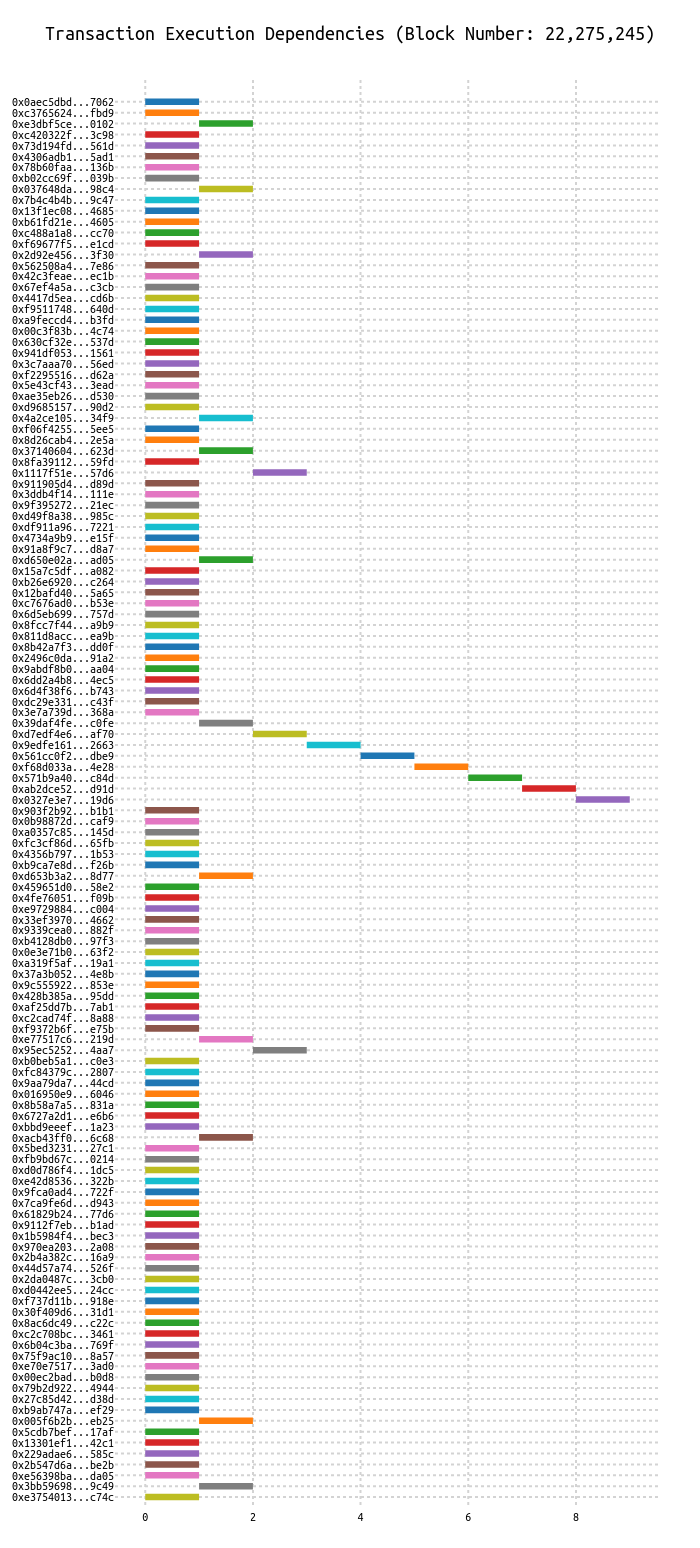 Transaction Execution Dependencies (Block Number: 22,275,245)
0x0aec5dbd...7062
0xc3765624...fbd9
0xe3dbf5ce...0102
0xc420322f...3c98
0x73d194fd...561d
0x4306adb1...5ad1
0x78b60faa...136b
0xb02cc69f...039b
0x037648da...98c4
0x7b4c4b4b...9c47
0x13f1ec08...4685
0xb61fd21e...4605
0xc488a1a8...cc70
0xf69677f5...e1cd
0x2d92e456...3f30
0x562508a4...7e86
0x42c3feae...ec1b
0x67ef4a5a...c3cb
0x4417d5ea...cd6b
0xf9511748...640d
0xa9feccd4...b3fd
0x00c3f83b...4c74
0x630cf32e...537d
0x941df053...1561
0x3c7aaa70...56ed
0xf2295516...d62a
0x5e43cf43...3ead
0xae35eb26...d530
0xd9685157...90d2
0x4a2ce105...34f9
0xf06f4255...5ee5
0x8d26cab4...2e5a
0x37140604...623d
0x8fa39112...59fd
0x1117f51e...57d6
0x911905d4...d89d
0x3ddb4f14...111e
0x9f395272...21ec
0xd49f8a38...985c
0xdf911a96...7221
0x4734a9b9...e15f
0x91a8f9c7...d8a7
0xd650e02a...ad05
0x15a7c5df...a082
0xb26e6920...c264
0x12bafd40...5a65
0xc7676ad0...b53e
0x6d5eb699...757d
0x8fcc7f44...a9b9
0x811d8acc...ea9b
0x8b42a7f3...dd0f
0x2496c0da...91a2
0x9abdf8b0...aa04
0x6dd2a4b8...4ec5
0x6d4f38f6...b743
0xdc29e331...c43f
0x3e7a739d...368a
0x39daf4fe...c0fe
0xd7edf4e6...af70
0x9edfe161...2663
0x561cc0f2...dbe9
0xf68d033a...4e28
0x571b9a40...c84d
0xab2dce52...d91d
0x0327e3e7...19d6
0x903f2b92...b1b1
0x0b98872d...caf9
0xa0357c85...145d
0xfc3cf86d...65fb
0x4356b797...1b53
0xb9ca7e8d...f26b
0xd653b3a2...8d77
0x459651d0...58e2
0x4fe76051...f09b
0xe9729884...c004
0x33ef3970...4662
0x9339cea0...882f
0xb4128db0...97f3
0x0e3e71b0...63f2
0xa319f5af...19a1
0x37a3b052...4e8b
0x9c555922...853e
0x428b385a...95dd
0xaf25dd7b...7ab1
0xc2cad74f...8a88
0xf9372b6f...e75b
0xe77517c6...219d
0x95ec5252...4aa7
0xb0beb5a1...c0e3
0xfc84379c...2807
0x9aa79da7...44cd
0x016950e9...6046
0x8b58a7a5...831a
0x6727a2d1...e6b6
0xbbd9eeef...1a23
0xacb43ff0...6c68
0x5bed3231...27c1
0xfb9bd67c...0214
0xd0d786f4...1dc5
0xe42d8536...322b
0x9fca0ad4...722f
0x7ca9fe6d...d943
0x61829b24...77d6
0x9112f7eb...b1ad
0x1b5984f4...bec3
0x970ea203...2a08
0x2b4a382c...16a9
0x44d57a74...526f
0x2da0487c...3cb0
0xd0442ee5...24cc
0xf737d11b...918e
0x30f409d6...31d1
0x8ac6dc49...c22c
0xc2c708bc...3461
0x6b04c3ba...769f
0x75f9ac10...8a57
0xe70e7517...3ad0
0x00ec2bad...b0d8
0x79b2d922...4944
0x27c85d42...d38d
0xb9ab747a...ef29
0x005f6b2b...eb25
0x5cdb7bef...17af
0x13301ef1...42c1
0x229adae6...585c
0x2b547d6a...be2b
0xe56398ba...da05
0x3bb59698...9c49
0xe3754013...c74c
0 2 4 6 8